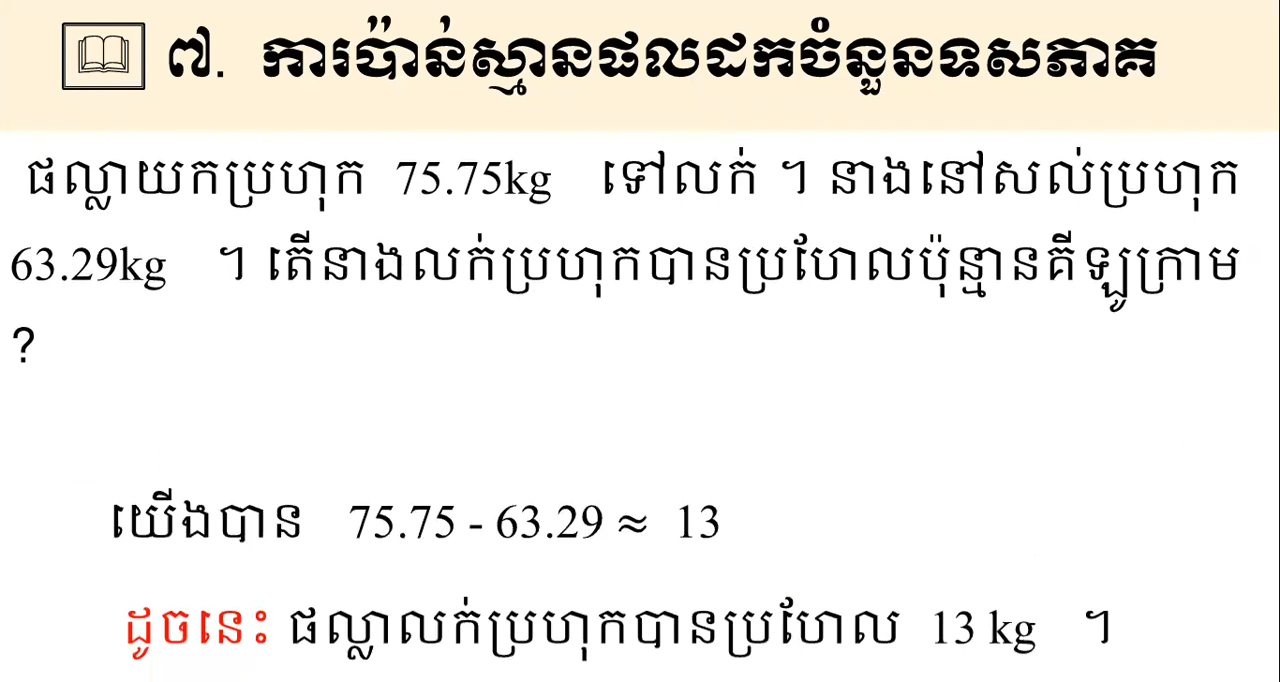 ៧. ការប៉ាន់ស្មានផលដកចំនួនទសភាគ
ផល្លាយកប្រហុក 75.75kg ទៅលក់ ។ នាងនៅសល់ប្រហុក
63.29kg ។ តើនាងលក់ប្រហុកបានប្រហែលប៉ុន្មានគីឡូក្រាម
?
យើងបាន 75.75 - 63.29 ≈ 13
ដូចនេះ ផល្លាលក់ប្រហុកបានប្រហែល 13 kg ។